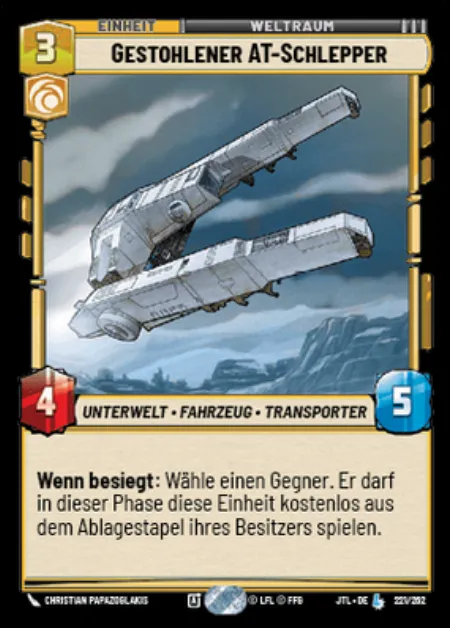 EINHEIT
WELTRAUM
3
GESTOHLENER AT-SCHLEPPER
4
UNTERWELT • FAHRZEUG • TRANSPORTER
5
Wenn besiegt: Wähle einen Gegner. Er darf
in dieser Phase diese Einheit kostenlos aus
dem Ablagestapel ihres Besitzers spielen.
CHRISTIAN PAPAZOGLAKIS
© LFL © FFG
JTL • DE
221/262